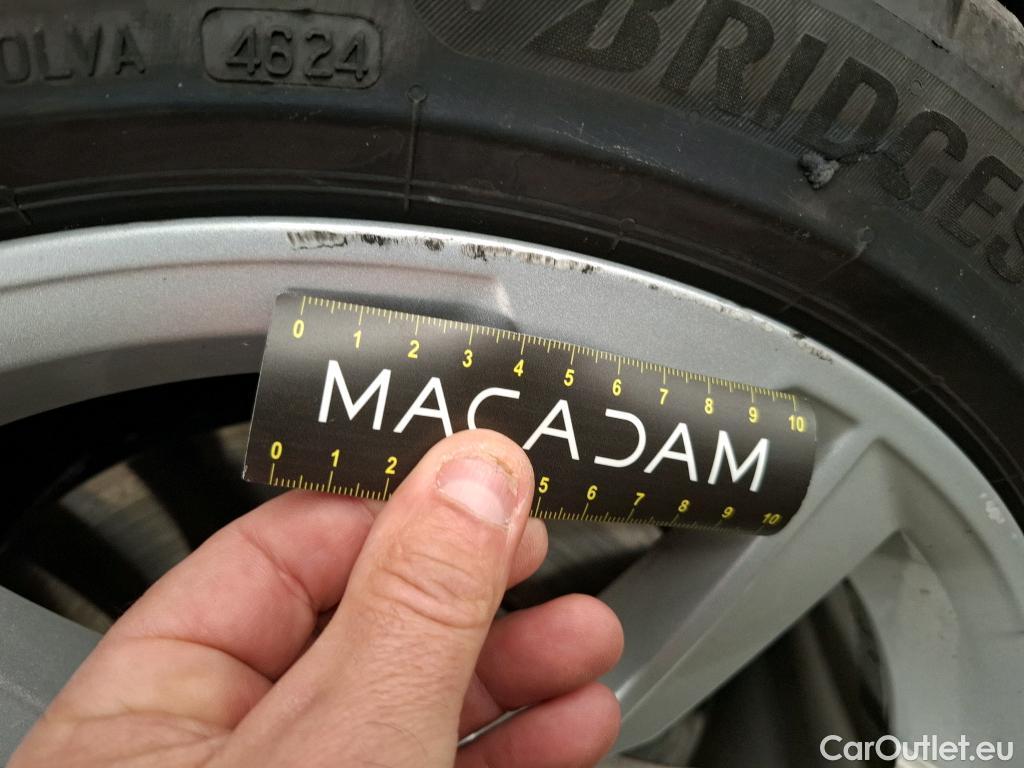 OLVA 4624
BRIDGES
0 1 2 3 4 5 6 7 8 9 10
MACADAM
0 1 2 5 6 7 8 9 10
CarOutlet.eu